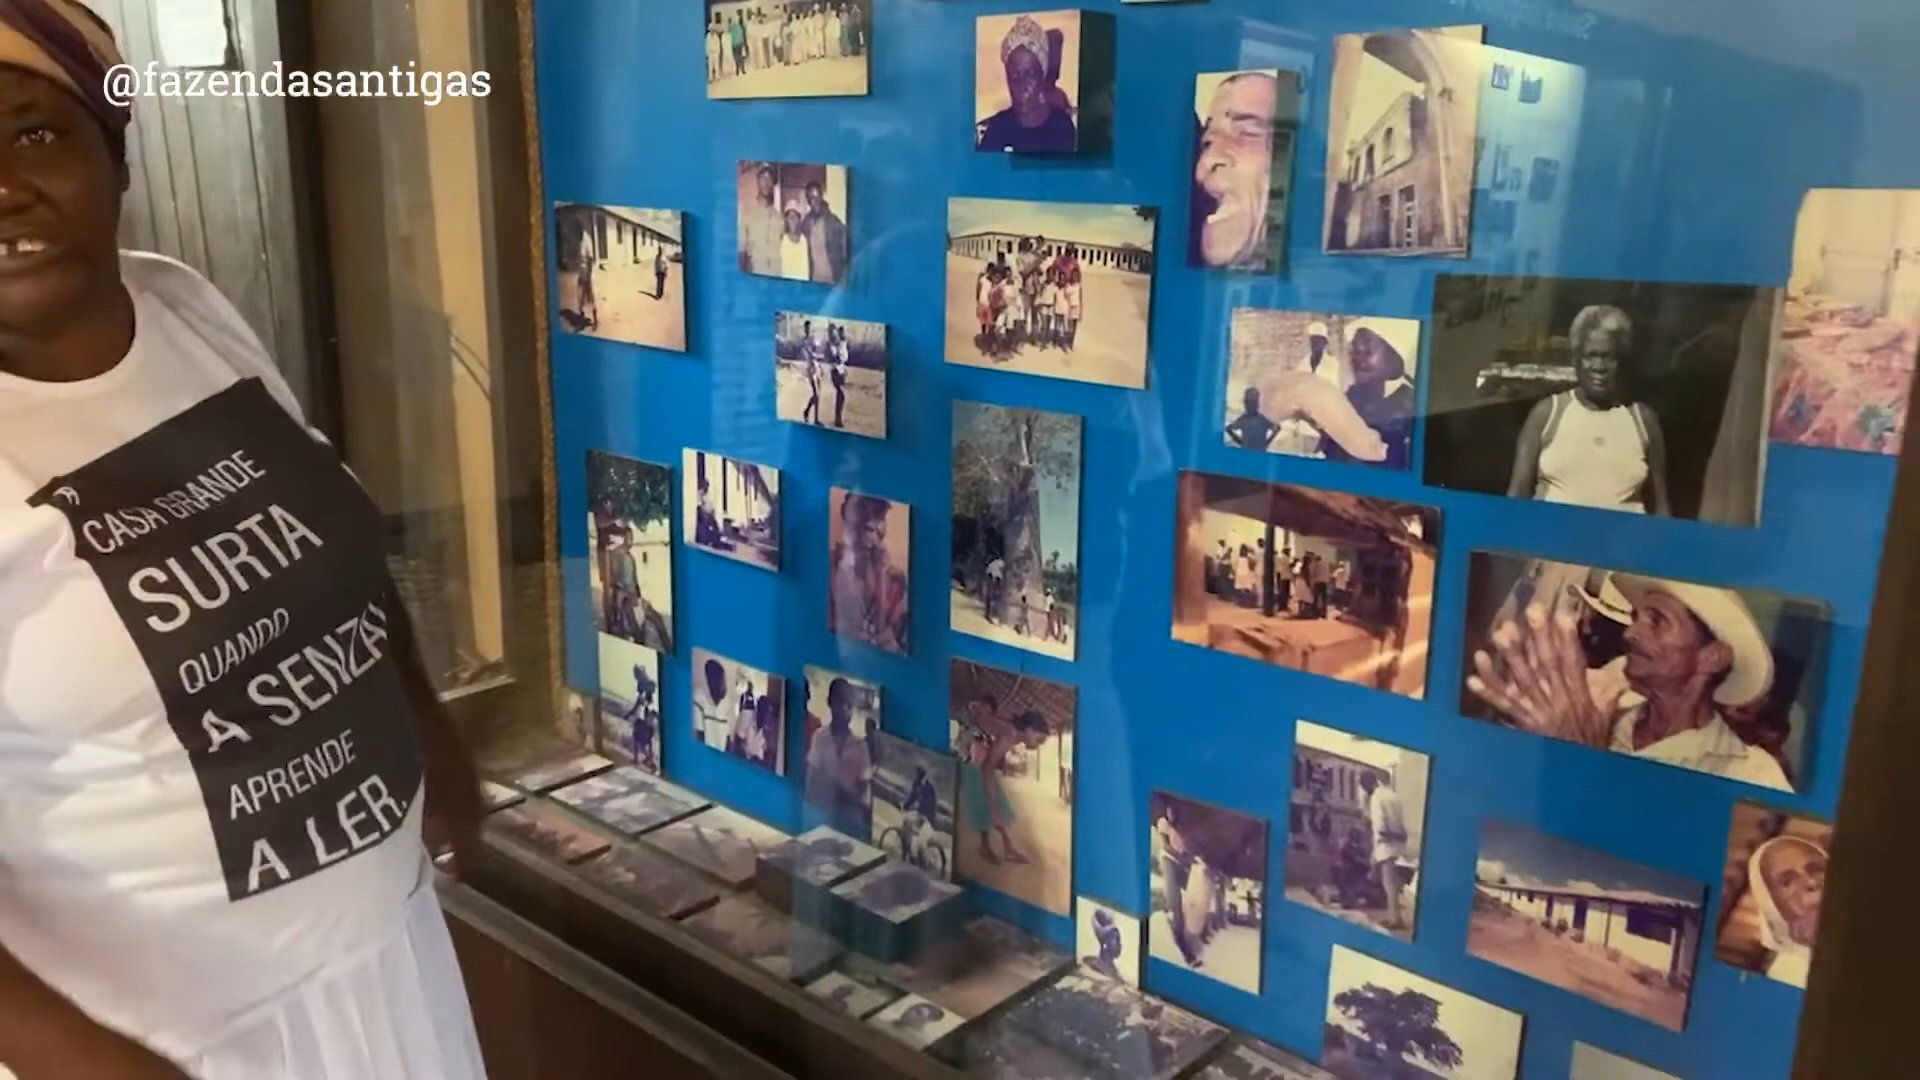 @fazendasantigas
A
CASA GRANDE
SURTA
QUANDO
A SENZA
APRENDE
A LER.